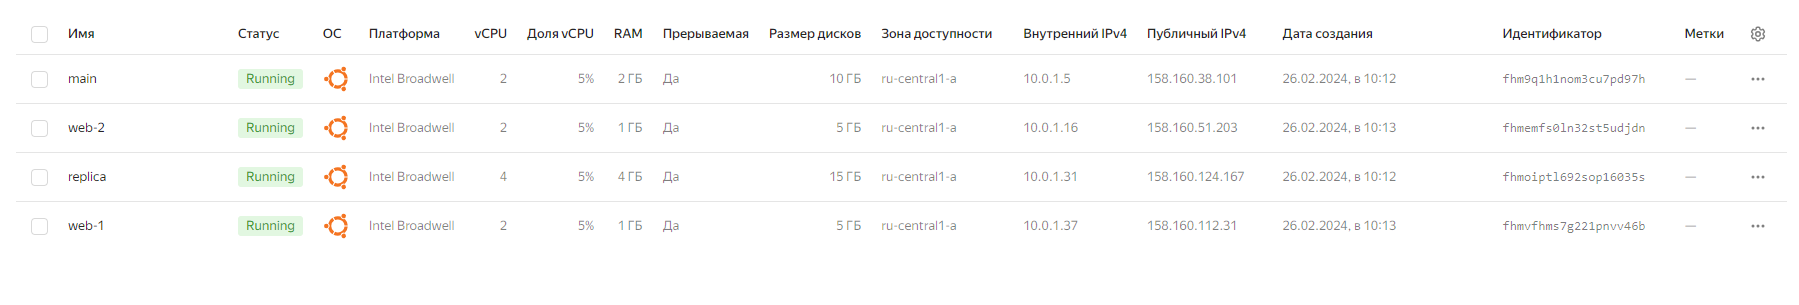 Имя Статус ОС Платформа vCPU Доля vCPU RAM Прерываемая Размер дисков Зона доступности Внутренний IPv4 Публичный IPv4 Дата создания Идентификатор Метки
main Running Intel Broadwell 2 5% 2 ГБ Да 10 ГБ ru-central1-a 10.0.1.5 158.160.38.101 26.02.2024, в 10:12 fhm9q1h1nom3cu7pd97h —
web-2 Running Intel Broadwell 2 5% 1 ГБ Да 5 ГБ ru-central1-a 10.0.1.16 158.160.51.203 26.02.2024, в 10:13 fhmemfs0ln32st5udjdn —
replica Running Intel Broadwell 4 5% 4 ГБ Да 15 ГБ ru-central1-a 10.0.1.31 158.160.124.167 26.02.2024, в 10:12 fhmoiptl692sop16035s —
web-1 Running Intel Broadwell 2 5% 1 ГБ Да 5 ГБ ru-central1-a 10.0.1.37 158.160.112.31 26.02.2024, в 10:13 fhmvfhms7g221pnvv46b —